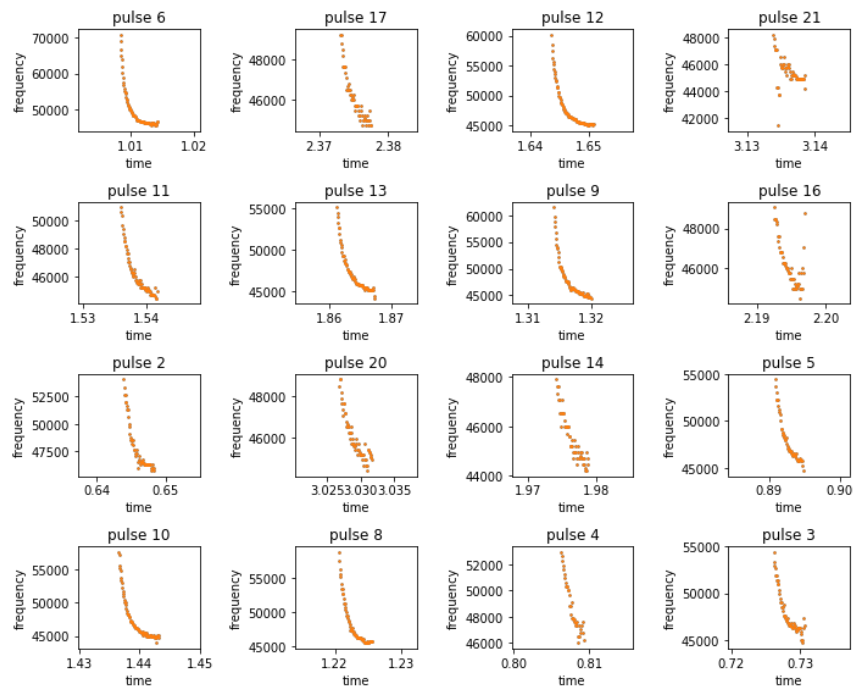 pulse 6 pulse 17 pulse 12 pulse 21
70000
60000
50000
frequency
1.01 1.02
time
48000
46000
frequency
2.37 2.38
time
60000
55000
50000
45000
frequency
1.64 1.65
time
48000
46000
44000
42000
frequency
3.13 3.14
time
pulse 11 pulse 13 pulse 9 pulse 16
50000
48000
46000
frequency
1.53 1.54
time
55000
50000
45000
frequency
1.86 1.87
time
60000
55000
50000
45000
frequency
1.31 1.32
time
48000
46000
frequency
2.19 2.20
time
pulse 2 pulse 20 pulse 14 pulse 5
52500
50000
47500
frequency
0.64 0.65
time
48000
46000
frequency
3.025 3.030 3.035
time
48000
46000
44000
frequency
1.97 1.98
time
55000
50000
45000
frequency
0.89 0.90
time
pulse 10 pulse 8 pulse 4 pulse 3
55000
50000
45000
frequency
1.43 1.44 1.45
time
55000
50000
45000
frequency
1.22 1.23
time
52000
50000
48000
46000
frequency
0.80 0.81
time
55000
50000
45000
frequency
0.72 0.73
time